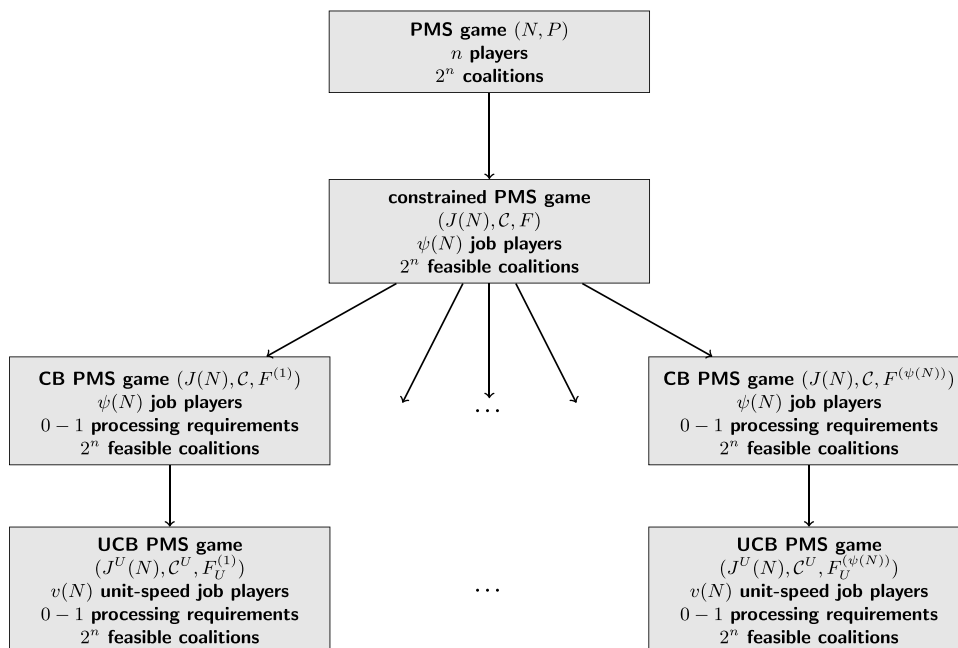 PMS game (N, P)
n players
2^n coalitions
constrained PMS game
(J(N), 𝒞, F)
ψ(N) job players
2^n feasible coalitions
CB PMS game (J(N), 𝒞, F^(1))
ψ(N) job players
0 − 1 processing requirements
2^n feasible coalitions
...
CB PMS game (J(N), 𝒞, F^(ψ(N)))
ψ(N) job players
0 − 1 processing requirements
2^n feasible coalitions
UCB PMS game
(J^U(N), 𝒞^U, F_U^(1))
v(N) unit-speed job players
0 − 1 processing requirements
2^n feasible coalitions
...
UCB PMS game
(J^U(N), 𝒞^U, F_U^(ψ(N)))
v(N) unit-speed job players
0 − 1 processing requirements
2^n feasible coalitions